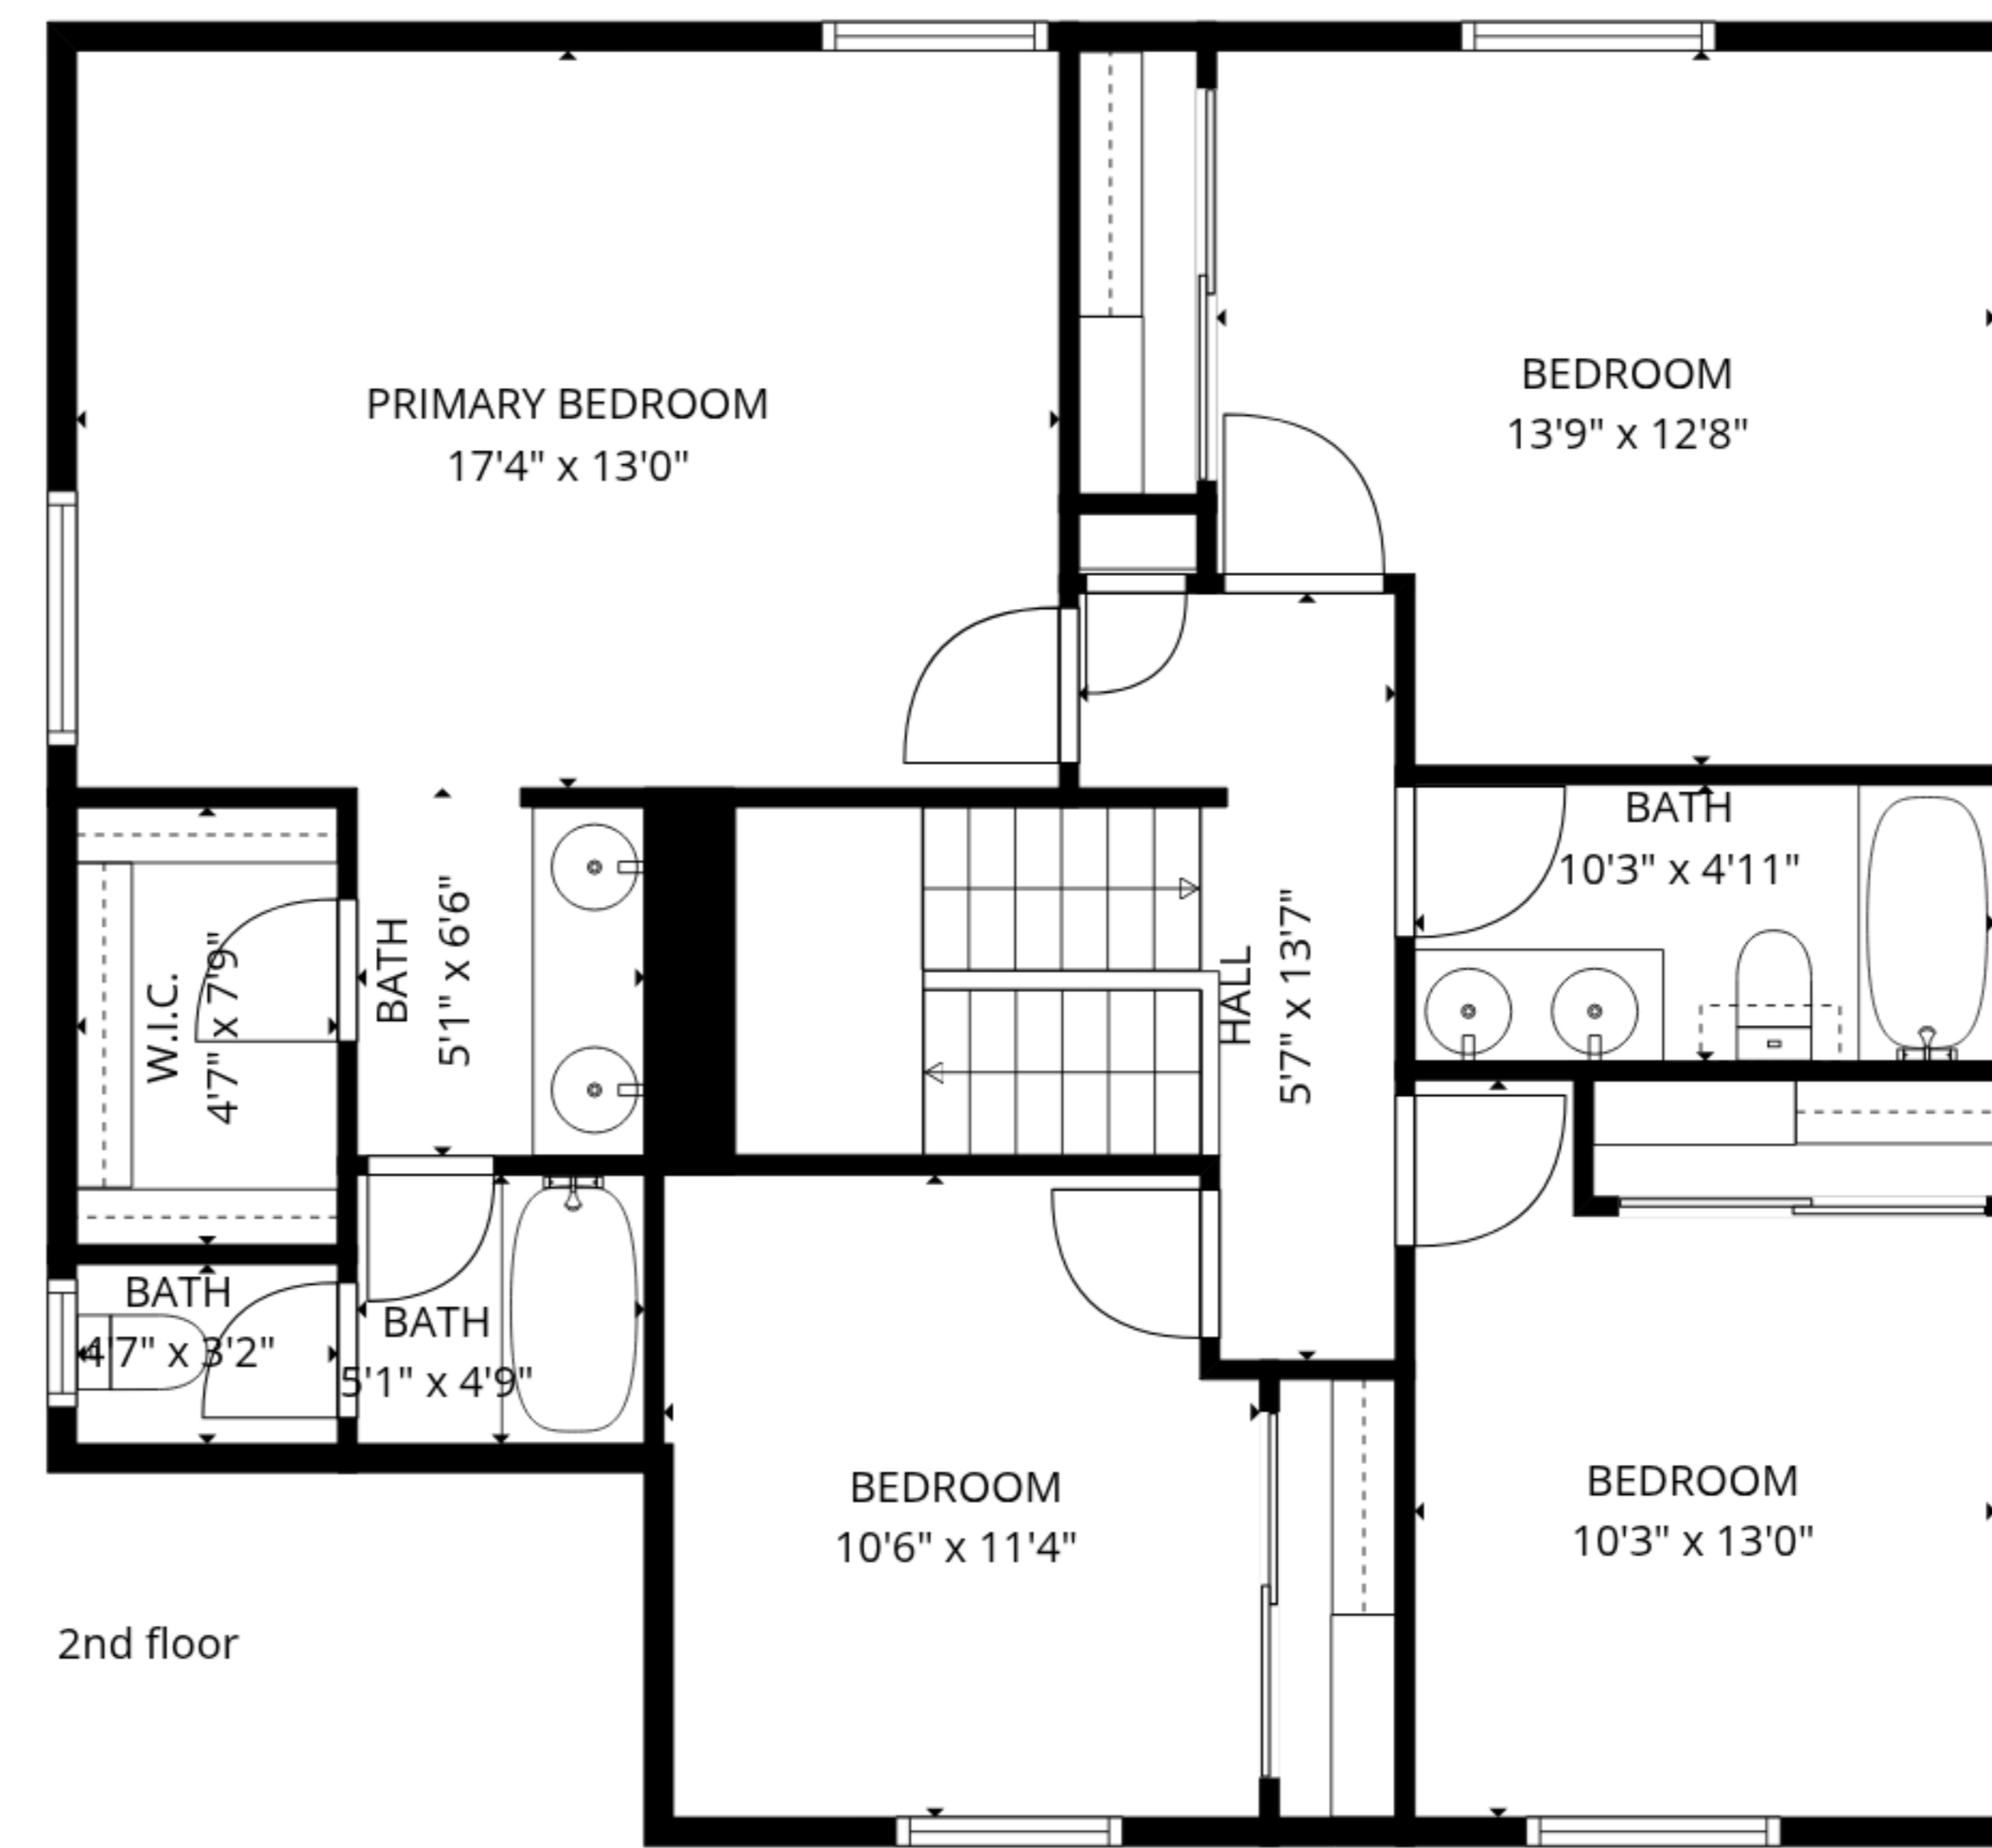 PRIMARY BEDROOM
17'4" x 13'0"
BEDROOM
13'9" x 12'8"
BATH
10'3" x 4'11"
W.I.C.
4'7" x 7'9"
BATH
5'1" x 6'6"
HALL
5'7" x 13'7"
BATH
4'7" x 3'2"
BATH
5'1" x 4'9"
BEDROOM
10'6" x 11'4"
BEDROOM
10'3" x 13'0"
2nd floor